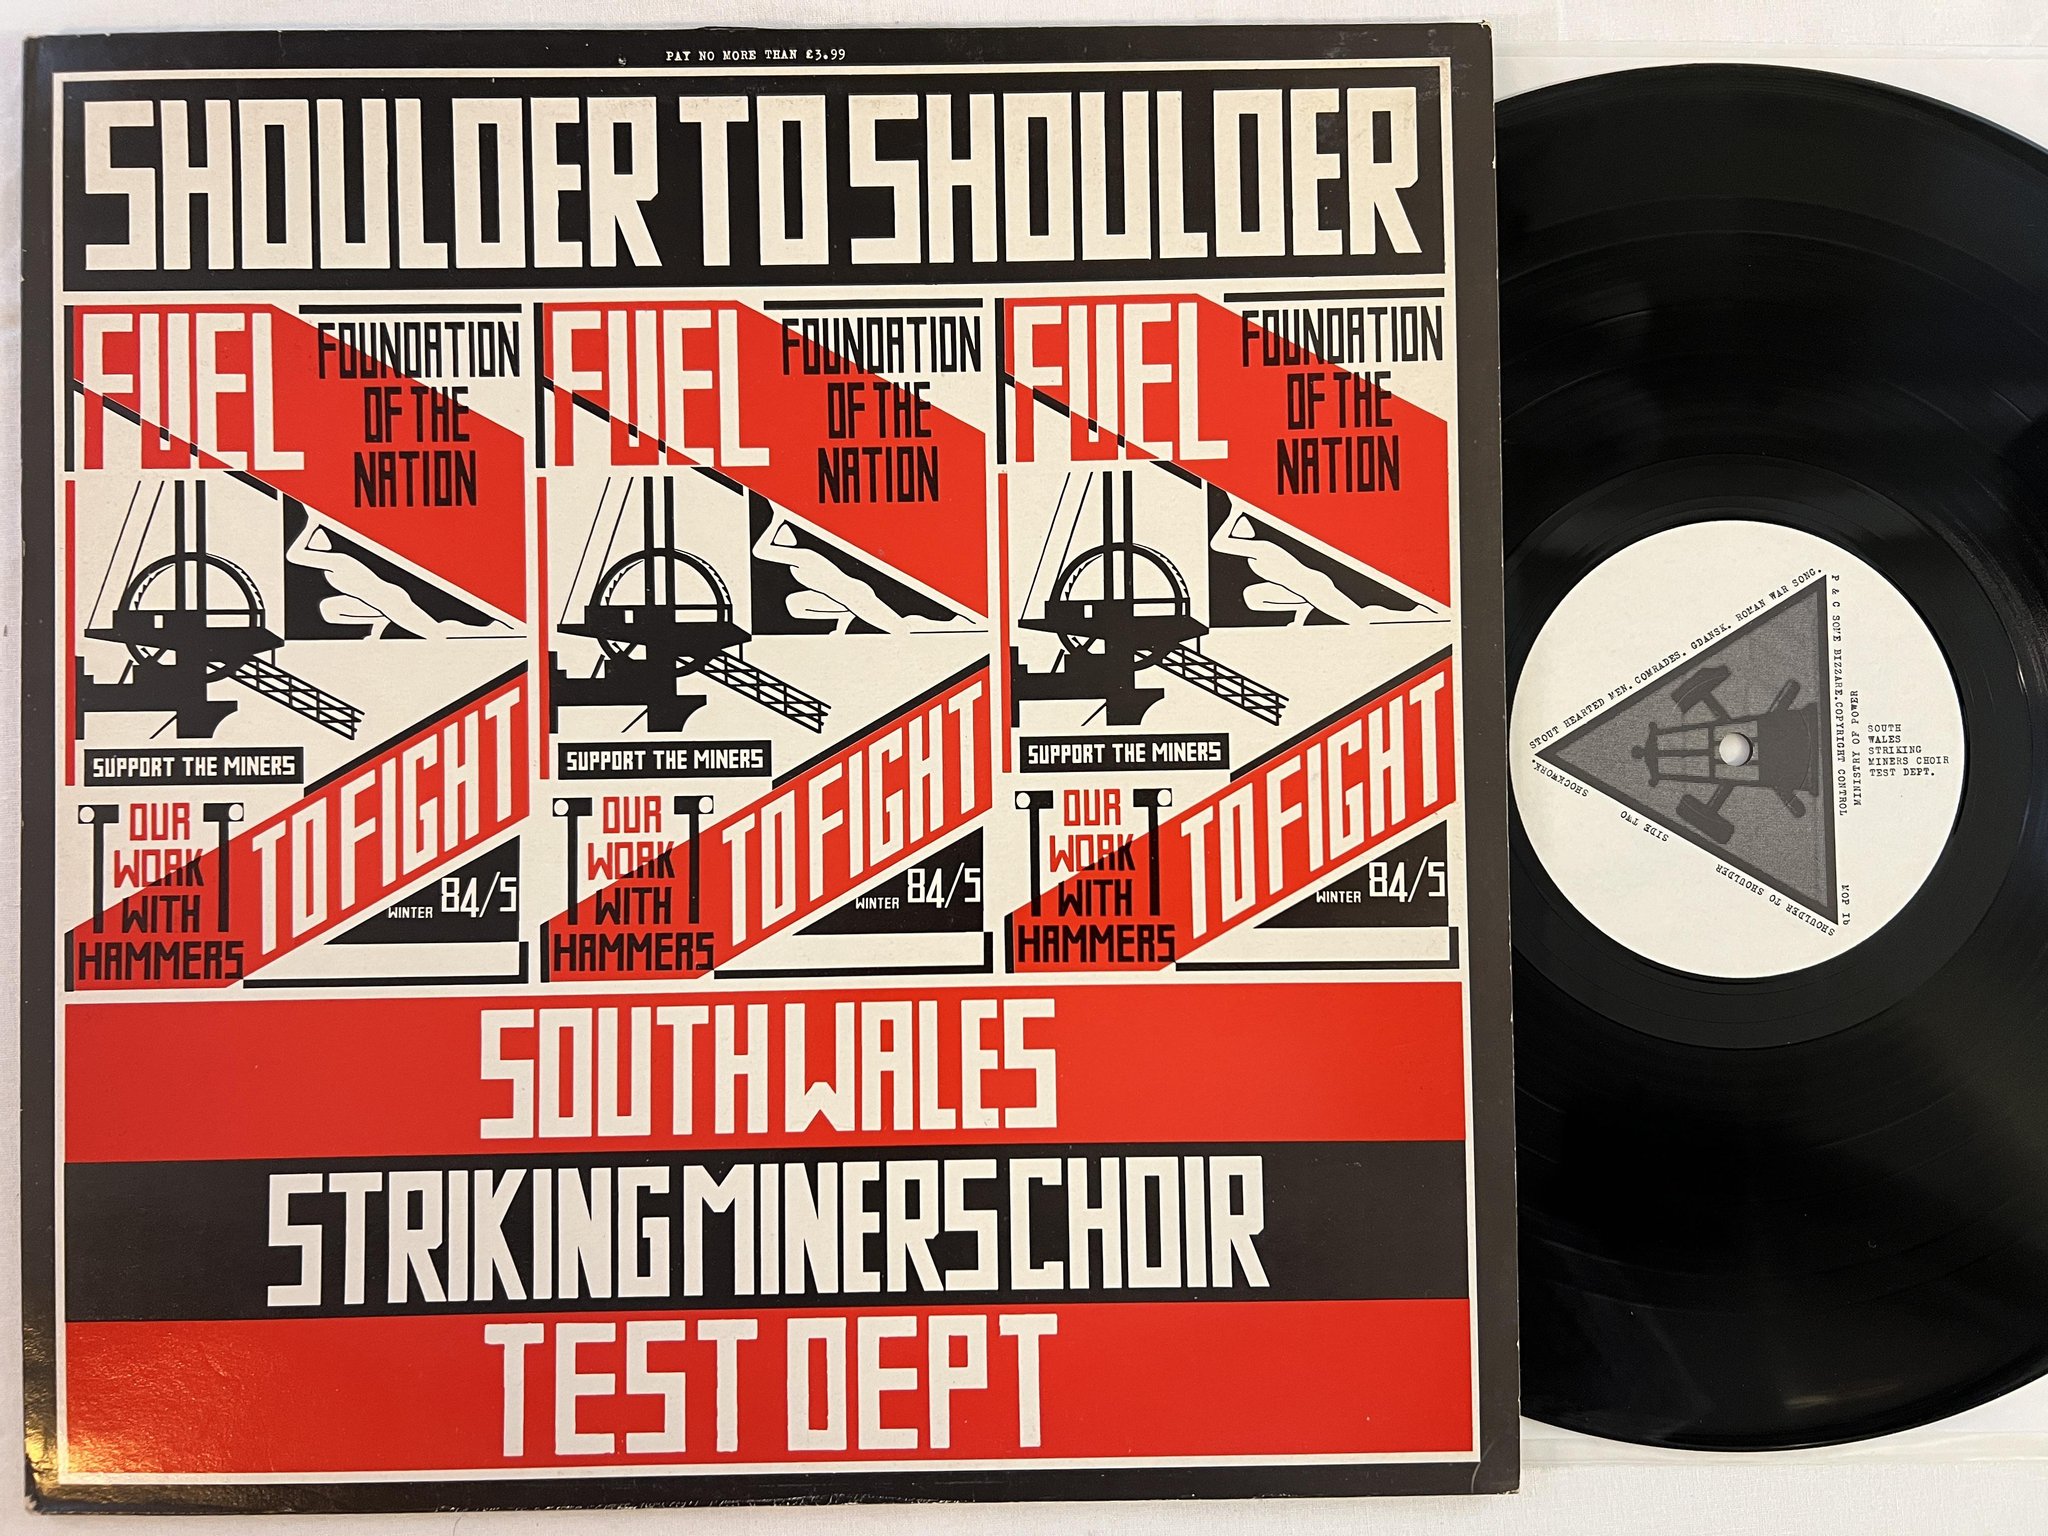 PAY NO MORE THAN £3.99
SHOULDER TO SHOULDER
FUEL
FOUNDATION
OF THE
NATION
SUPPORT THE MINERS
OUR
WORK
WITH
HAMMERS
TO FIGHT
WINTER 84/5
FUEL
FOUNDATION
OF THE
NATION
SUPPORT THE MINERS
OUR
WORK
WITH
HAMMERS
TO FIGHT
WINTER 84/5
FUEL
FOUNDATION
OF THE
NATION
SUPPORT THE MINERS
OUR
WORK
WITH
HAMMERS
TO FIGHT
WINTER 84/5
SOUTH WALES
STRIKING MINERS CHOIR
TEST DEPT
STOUT HEARTED MEN. COMRADES. GDANSK. ROMAN WAR SONG.
SHOCKWORK.
P & C SOME BIZZARE.COPYRIGHT CONTROL
MINISTRY OF POWER
SOUTH
WALES
STRIKING
MINERS CHOIR
TEST DEPT.
SHOULDER TO SHOULDER
SIDE TWO
MOP 1b